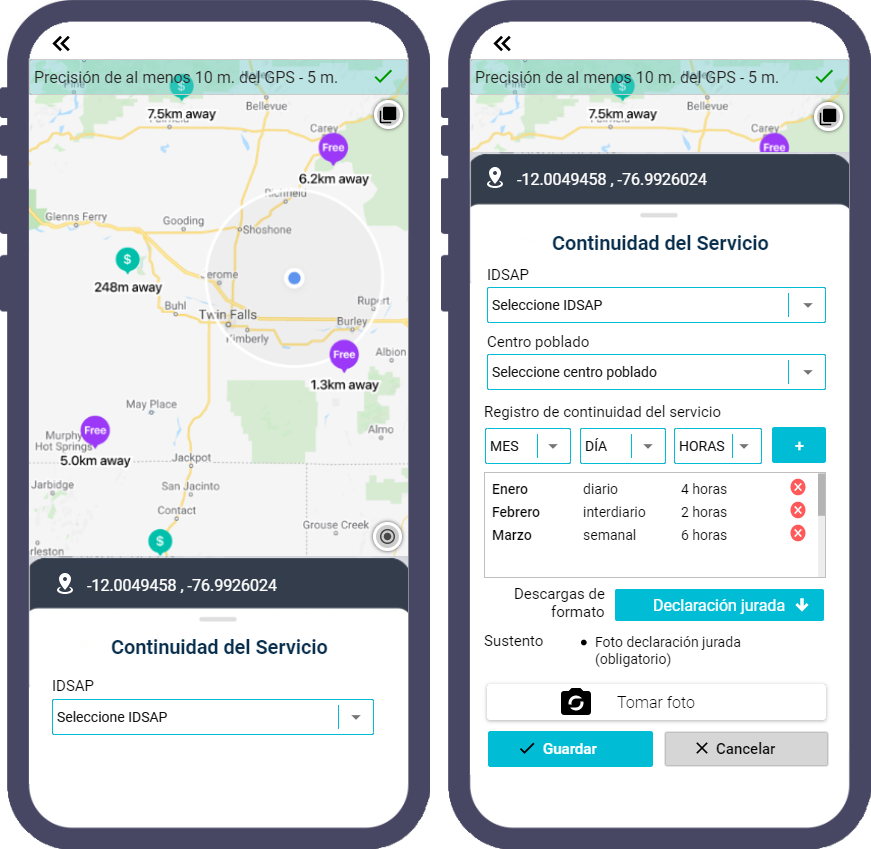 Precisión de al menos 10 m. del GPS - 5 m.
$
Bellevue
7.5km away
Fairfield
Carey
Free
6.2km away
Richfield
Glenns Ferry
Gooding
Shoshone
$
248m away
Jerome
Buhl
Twin Falls
Rupert
Burley
Kimberly
Free
Albion
1.3km away
May Place
Free
Almo
Murphy
Hot Springs
5.0km away
Jackpot
Jarbidge
San Jacinto
Contact
Grouse Creek
$
-12.0049458 , -76.9926024
Continuidad del Servicio
IDSAP
Seleccione IDSAP
Precisión de al menos 10 m. del GPS - 5 m.
$
Bellevue
7.5km away
Carey
Free
-12.0049458 , -76.9926024
Continuidad del Servicio
IDSAP
Seleccione IDSAP
Centro poblado
Seleccione centro poblado
Registro de continuidad del servicio
MES DÍA HORAS +
Enero diario 4 horas
Febrero interdiario 2 horas
Marzo semanal 6 horas
Descargas de
formato
Declaración jurada
Sustento
• Foto declaración jurada
(obligatorio)
Tomar foto
Guardar Cancelar